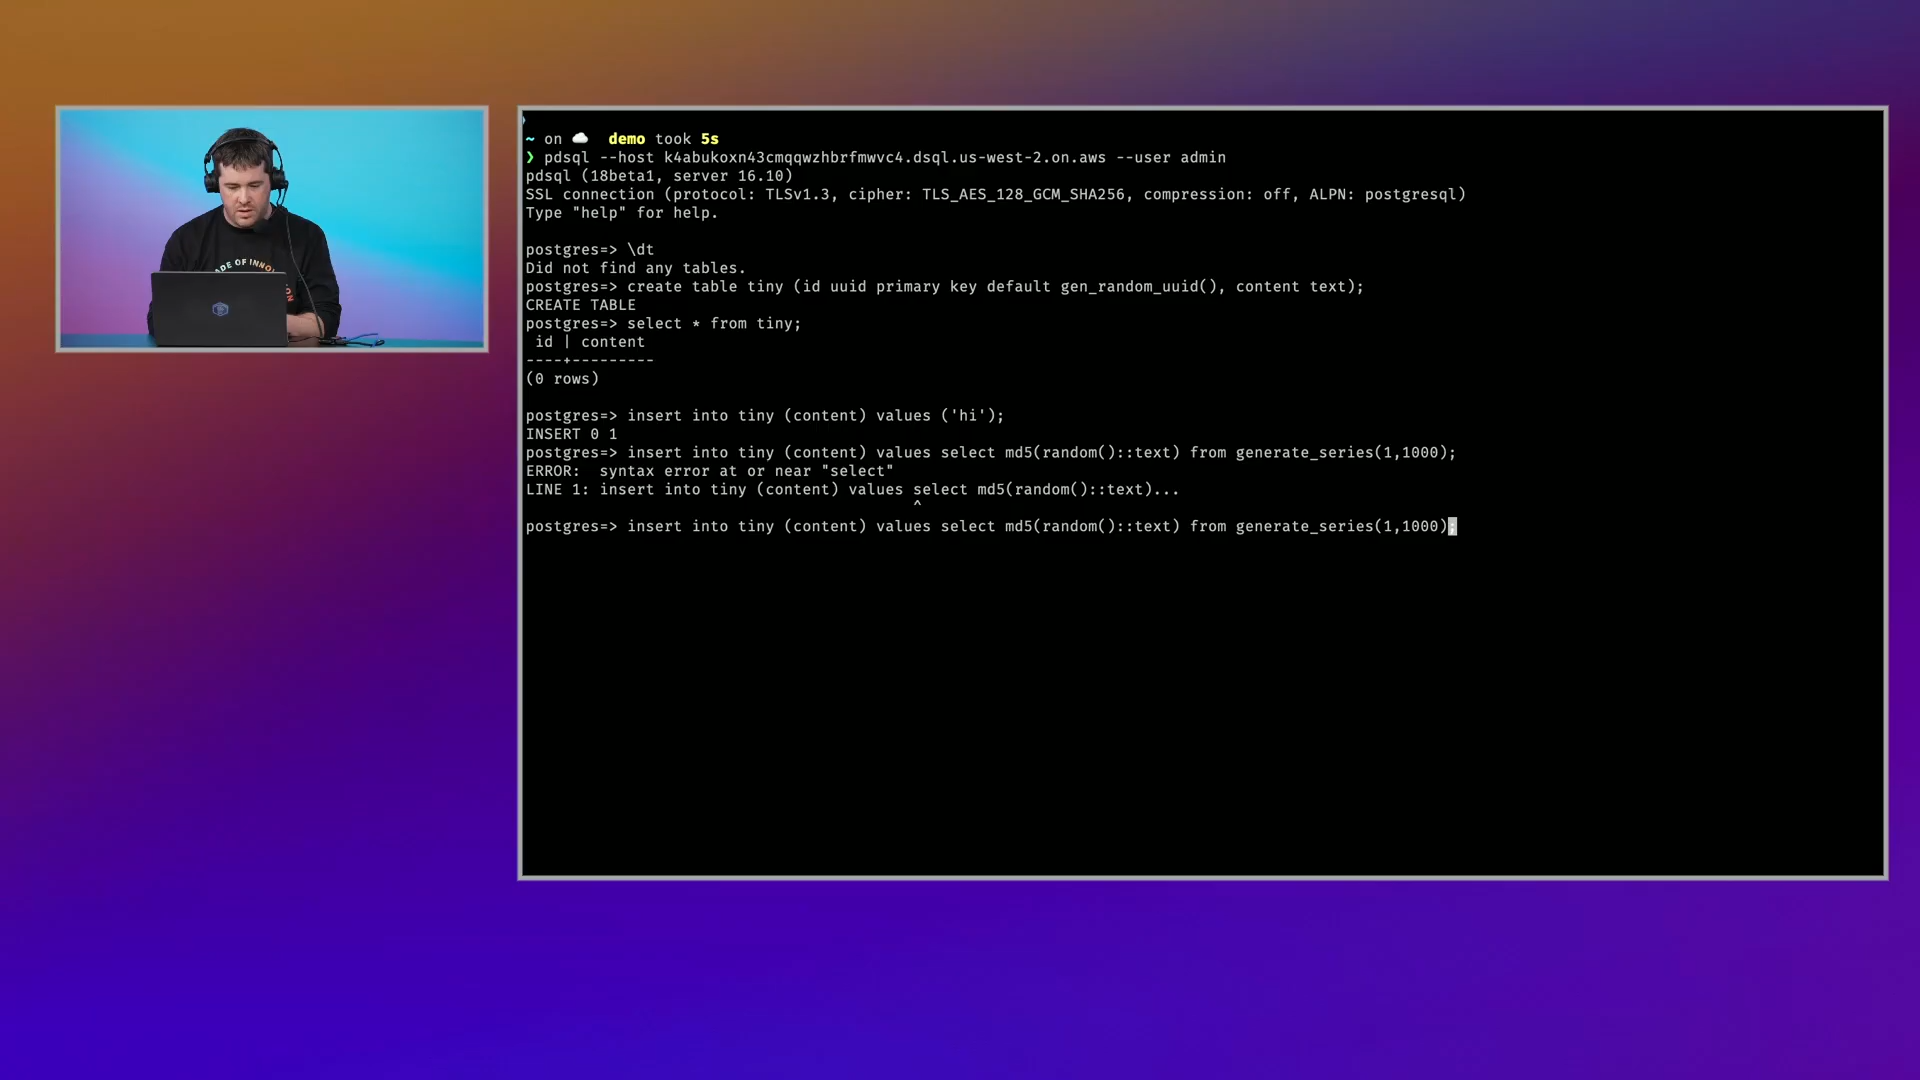 ADE OF INNO
ON
~ on ☁ demo took 5s
❯ pdsql --host k4abukoxn43cmqqwzhbrfmwvc4.dsql.us-west-2.on.aws --user admin
pdsql (18beta1, server 16.10)
SSL connection (protocol: TLSv1.3, cipher: TLS_AES_128_GCM_SHA256, compression: off, ALPN: postgresql)
Type "help" for help.
postgres=> \dt
Did not find any tables.
postgres=> create table tiny (id uuid primary key default gen_random_uuid(), content text);
CREATE TABLE
postgres=> select * from tiny;
 id | content
----+---------
(0 rows)
postgres=> insert into tiny (content) values ('hi');
INSERT 0 1
postgres=> insert into tiny (content) values select md5(random()::text) from generate_series(1,1000);
ERROR:  syntax error at or near "select"
LINE 1: insert into tiny (content) values select md5(random()::text)...
                                          ^
postgres=> insert into tiny (content) values select md5(random()::text) from generate_series(1,1000);